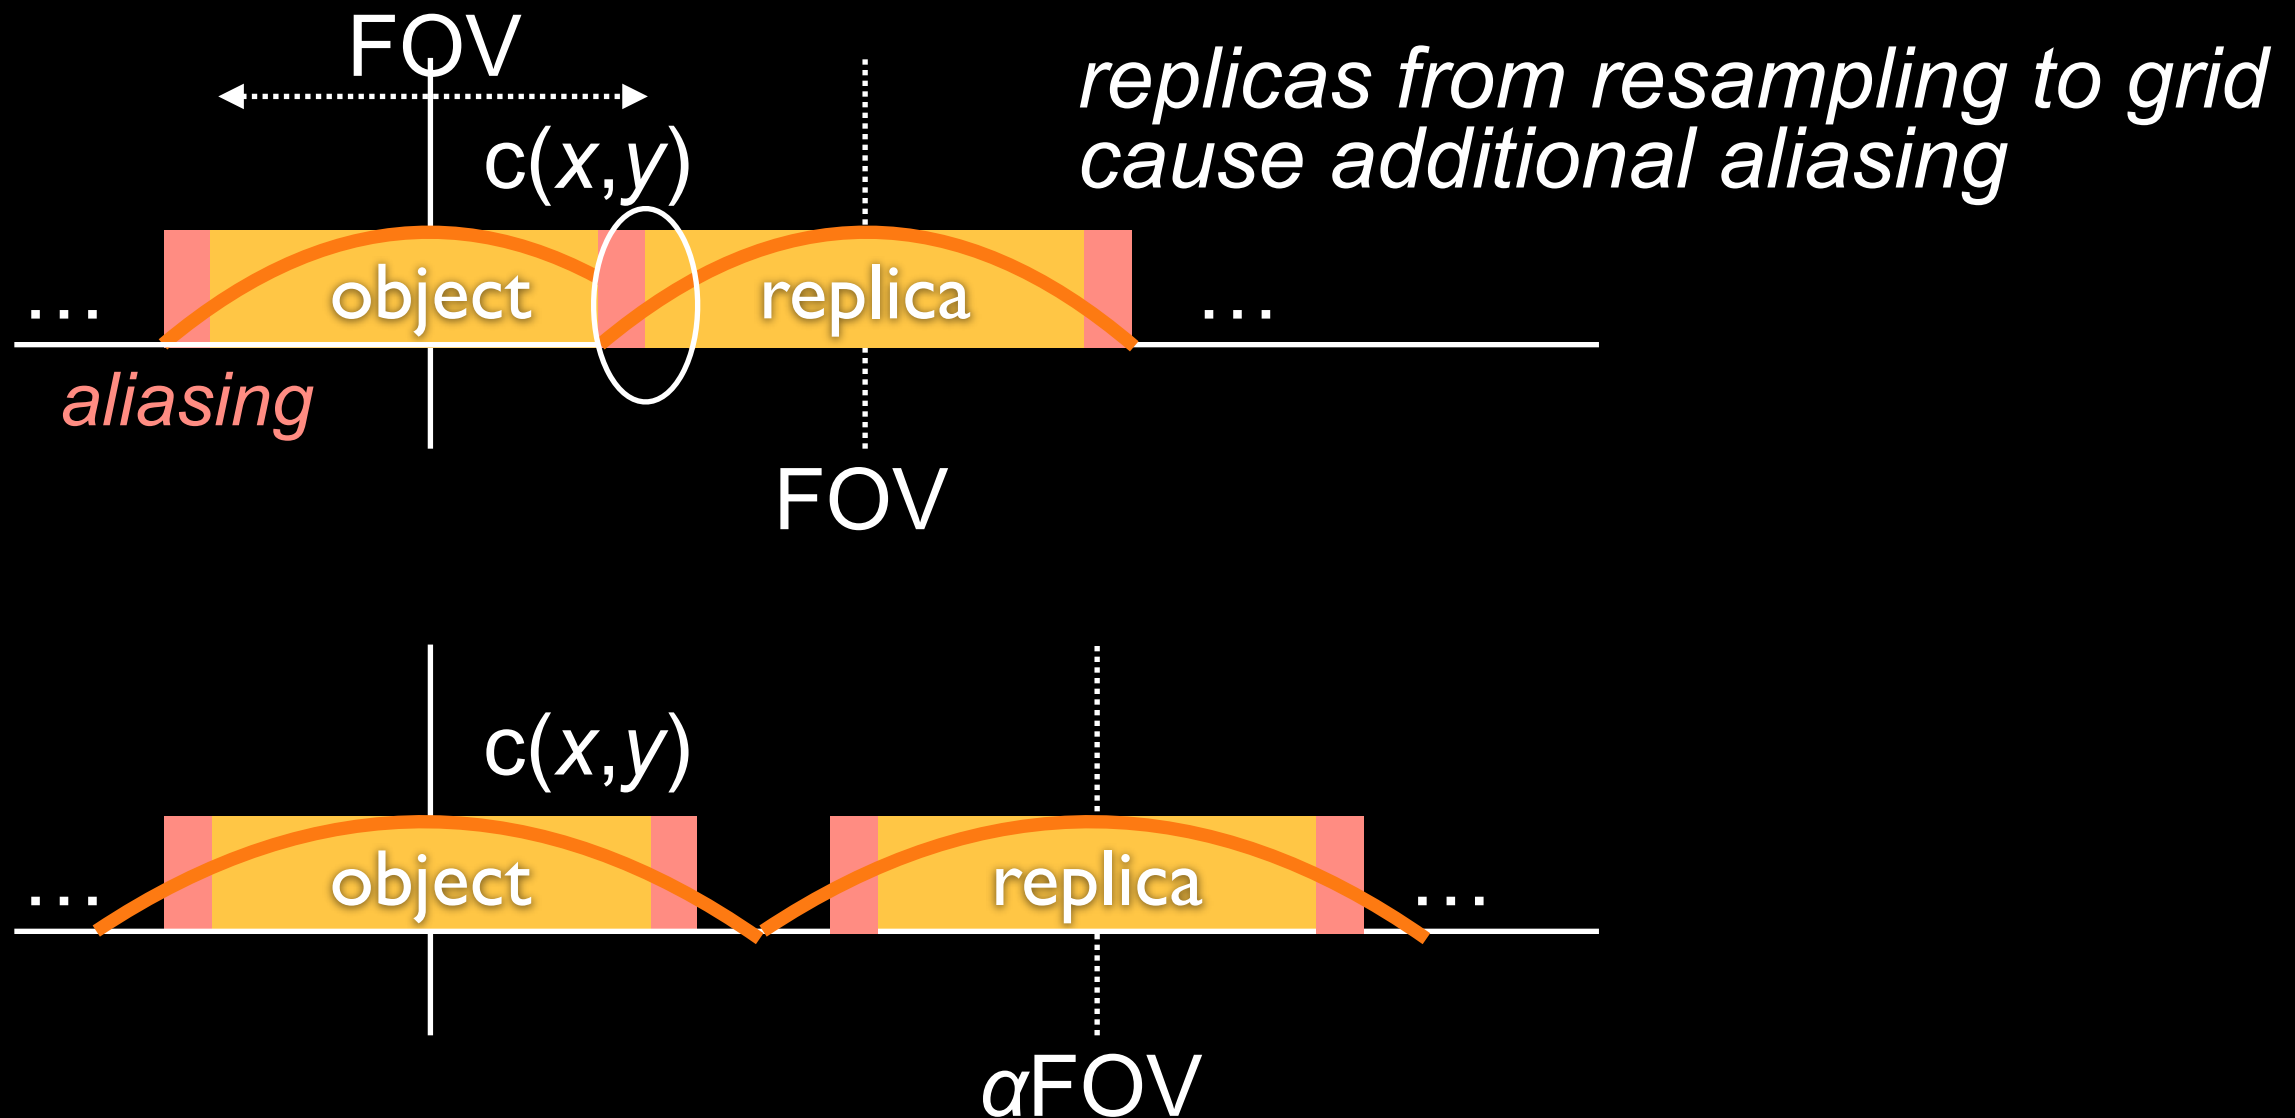 FOV
replicas from resampling to grid
cause additional aliasing
c(x,y)
... object replica ...
aliasing
FOV
c(x,y)
... object replica ...
αFOV